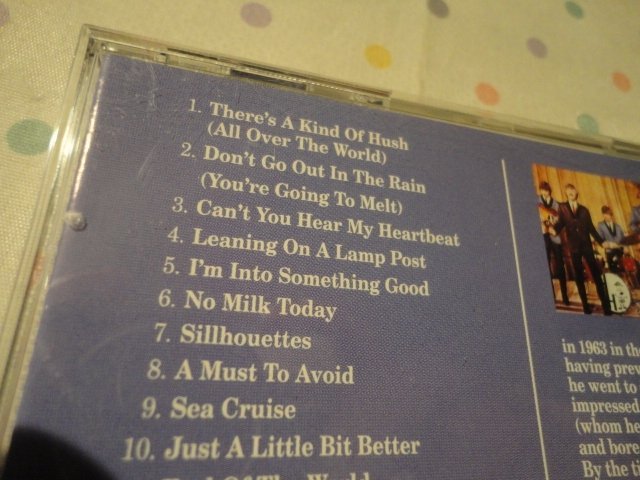 1. There's A Kind Of Hush
(All Over The World)
2. Don't Go Out In The Rain
(You're Going To Melt)
3. Can't You Hear My Heartbeat
4. Leaning On A Lamp Post
5. I'm Into Something Good
6. No Milk Today
7. Sillhouettes
8. A Must To Avoid
9. Sea Cruise
10. Just A Little Bit Better
Of The World
in 1963 in the
having prev
he went to
impressed
(whom he
and bore
By the ti